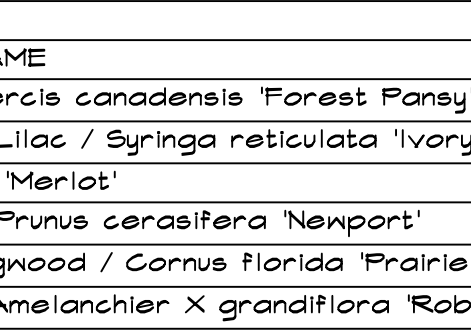 AME
ercis canadensis 'Forest Pansy'
Lilac / Syringa reticulata 'Ivory
'Merlot'
Prunus cerasifera 'Newport'
gwood / Cornus florida 'Prairie
Amelanchier X grandiflora 'Rob